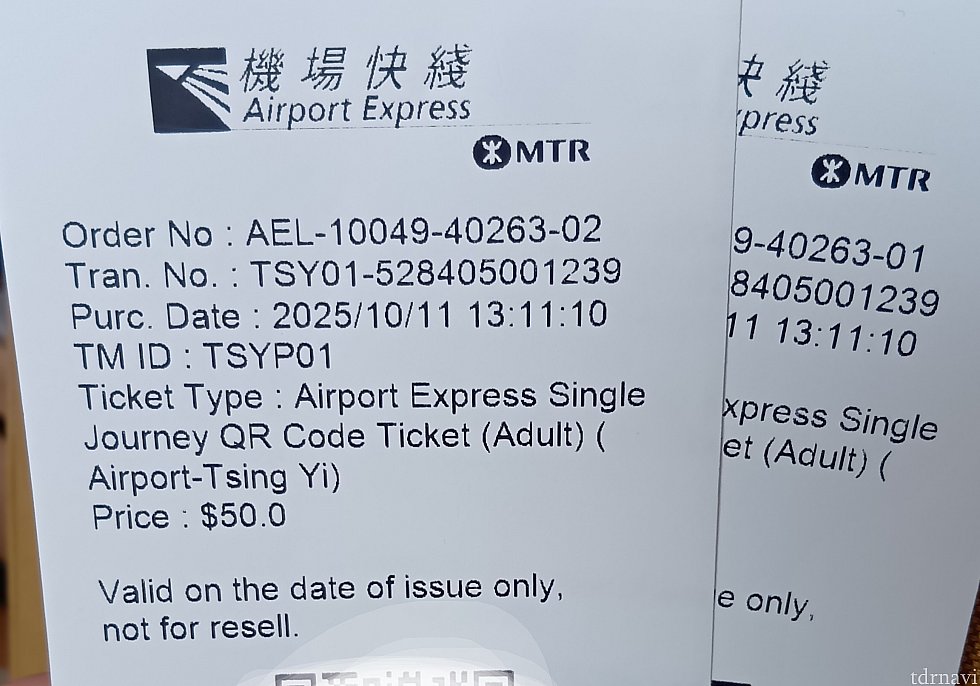 機場快綫
Airport Express
MTR
Order No : AEL-10049-40263-02
Tran. No. : TSY01-528405001239
Purc. Date : 2025/10/11 13:11:10
TM ID : TSYP01
Ticket Type : Airport Express Single
Journey QR Code Ticket (Adult) (
Airport-Tsing Yi)
Price : $50.0
Valid on the date of issue only,
not for resell.
快綫
press
MTR
9-40263-01
8405001239
11 13:11:10
xpress Single
et (Adult) (
e only,
tdrnavi